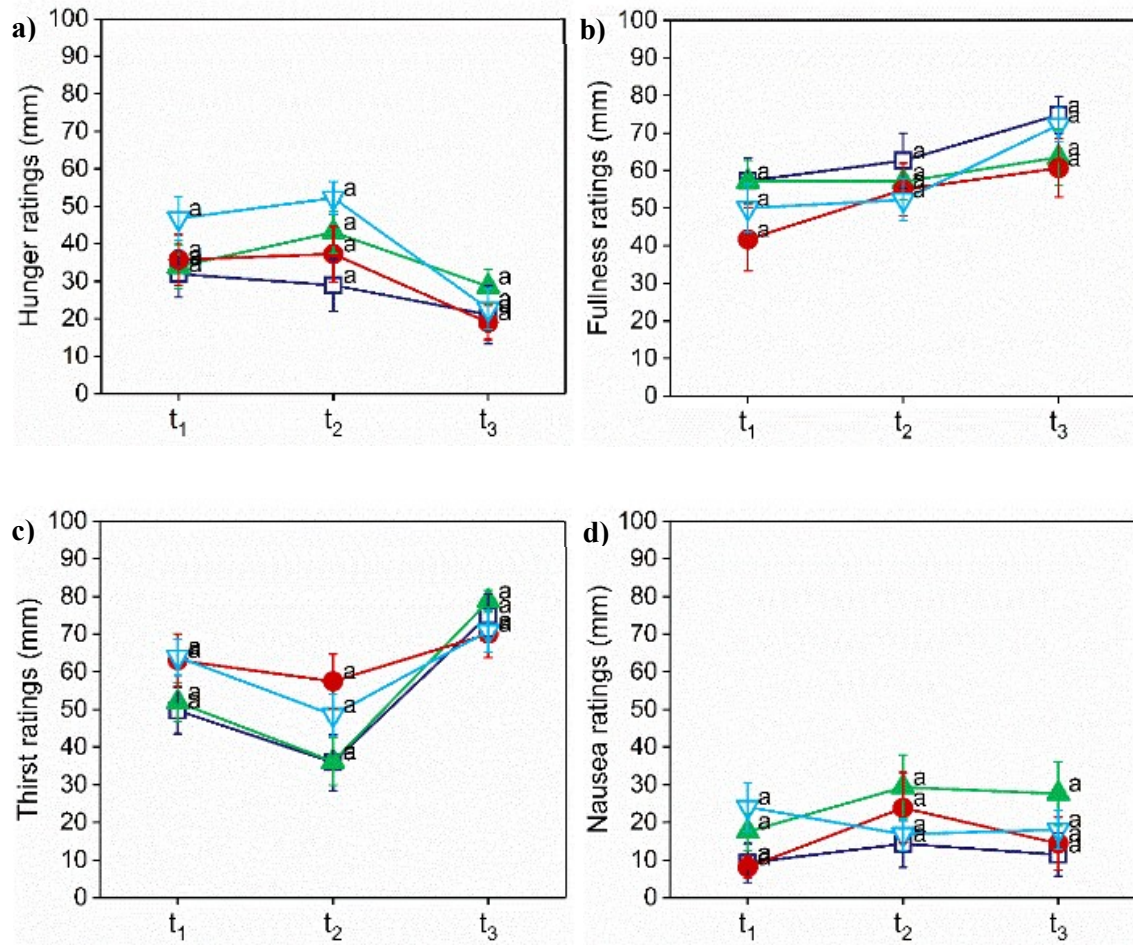 a)
Hunger ratings (mm)
100
90
80
70
60
50
40
30
20
10
0
a
a
a
a
a
a
a
a
a
a
a
a
t₁
t₂
t₃
b)
Fullness ratings (mm)
100
90
80
70
60
50
40
30
20
10
0
a
a
a
a
a
a
a
a
a
a
a
t₁
t₂
t₃
c)
Thirst ratings (mm)
100
90
80
70
60
50
40
30
20
10
0
a
a
a
a
a
a
a
a
a
a
a
t₁
t₂
t₃
d)
Nausea ratings (mm)
100
90
80
70
60
50
40
30
20
10
0
a
a
a
a
a
a
a
a
a
a
a
a
t₁
t₂
t₃